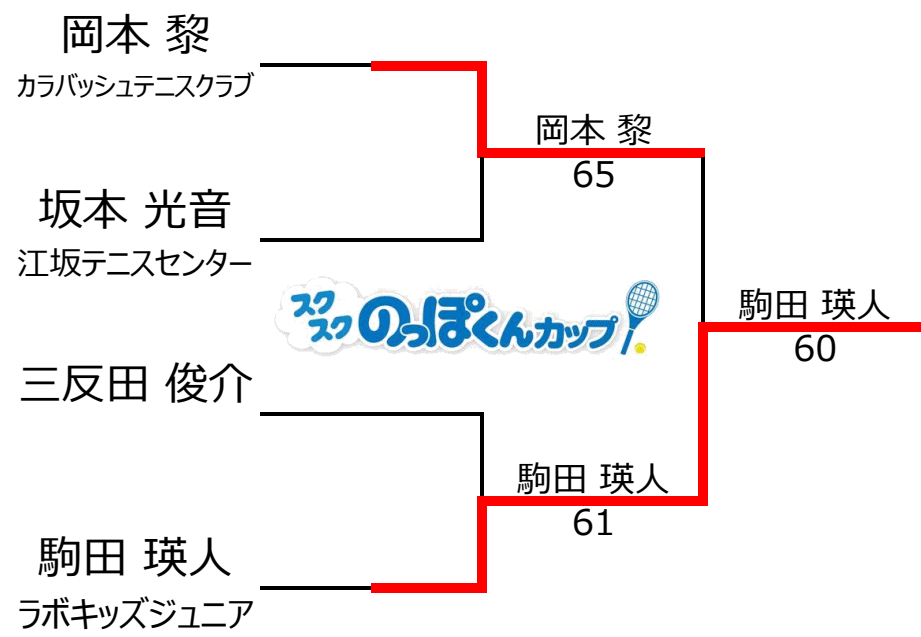 岡本 黎
カラバッシュテニスクラブ
岡本 黎
65
坂本 光音
江坂テニスセンター
スク
スク のっぽくんカップ
駒田 瑛人
60
三反田 俊介
駒田 瑛人
61
駒田 瑛人
ラボキッズジュニア